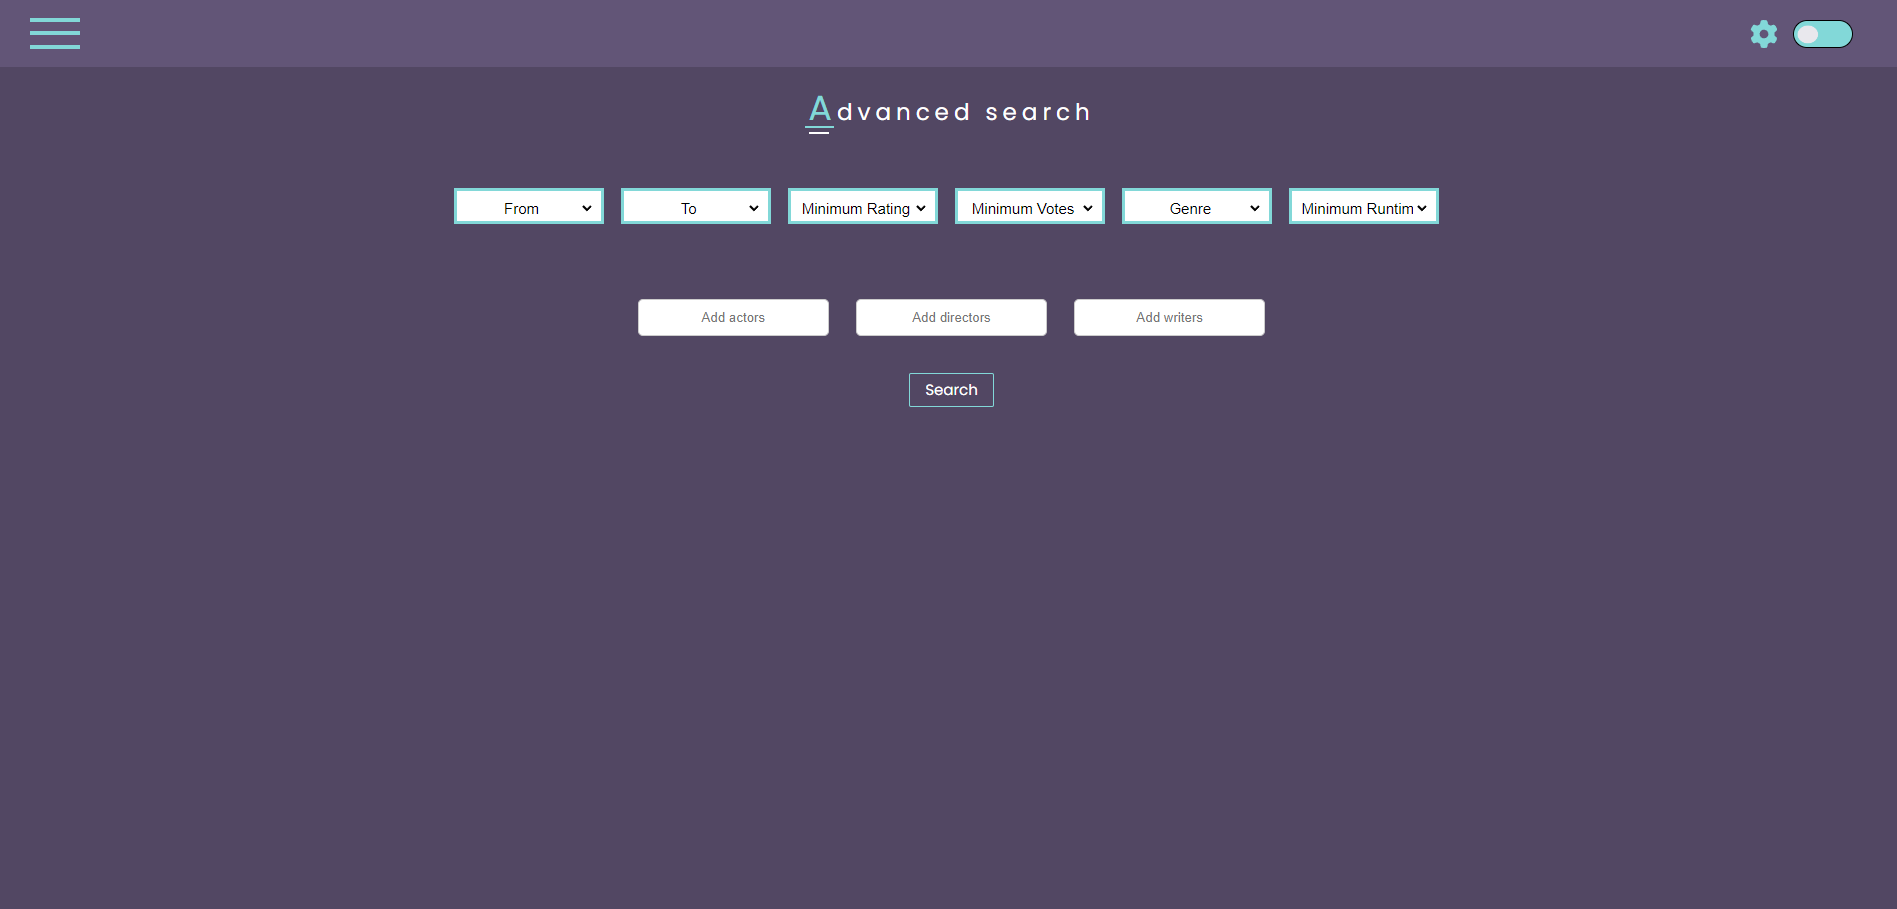 Advanced search
From To Minimum Rating Minimum Votes Genre Minimum Runtim
Add actors Add directors Add writers
Search